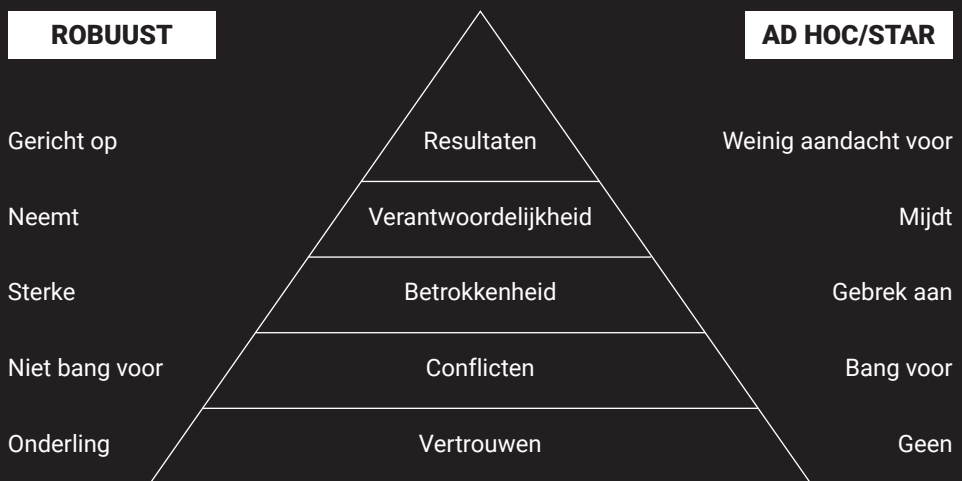 ROBUUST AD HOC/STAR
Gericht op Resultaten Weinig aandacht voor
Neemt Verantwoordelijkheid Mijdt
Sterke Betrokkenheid Gebrek aan
Niet bang voor Conflicten Bang voor
Onderling Vertrouwen Geen